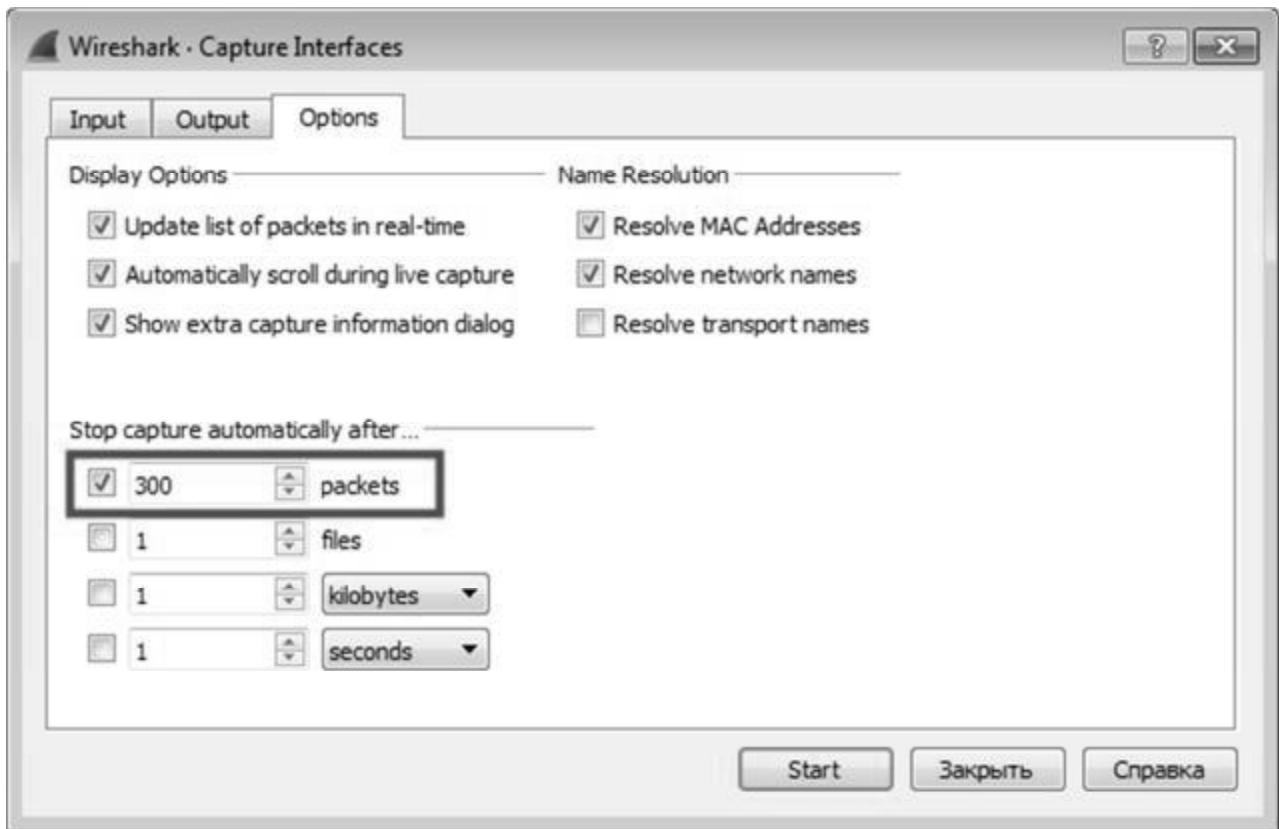 Wireshark · Capture Interfaces
Input Output Options
Display Options Name Resolution
Update list of packets in real-time Resolve MAC Addresses
Automatically scroll during live capture Resolve network names
Show extra capture information dialog Resolve transport names
Stop capture automatically after...
300 packets
1 files
1 kilobytes
1 seconds
Start Закрыть Справка